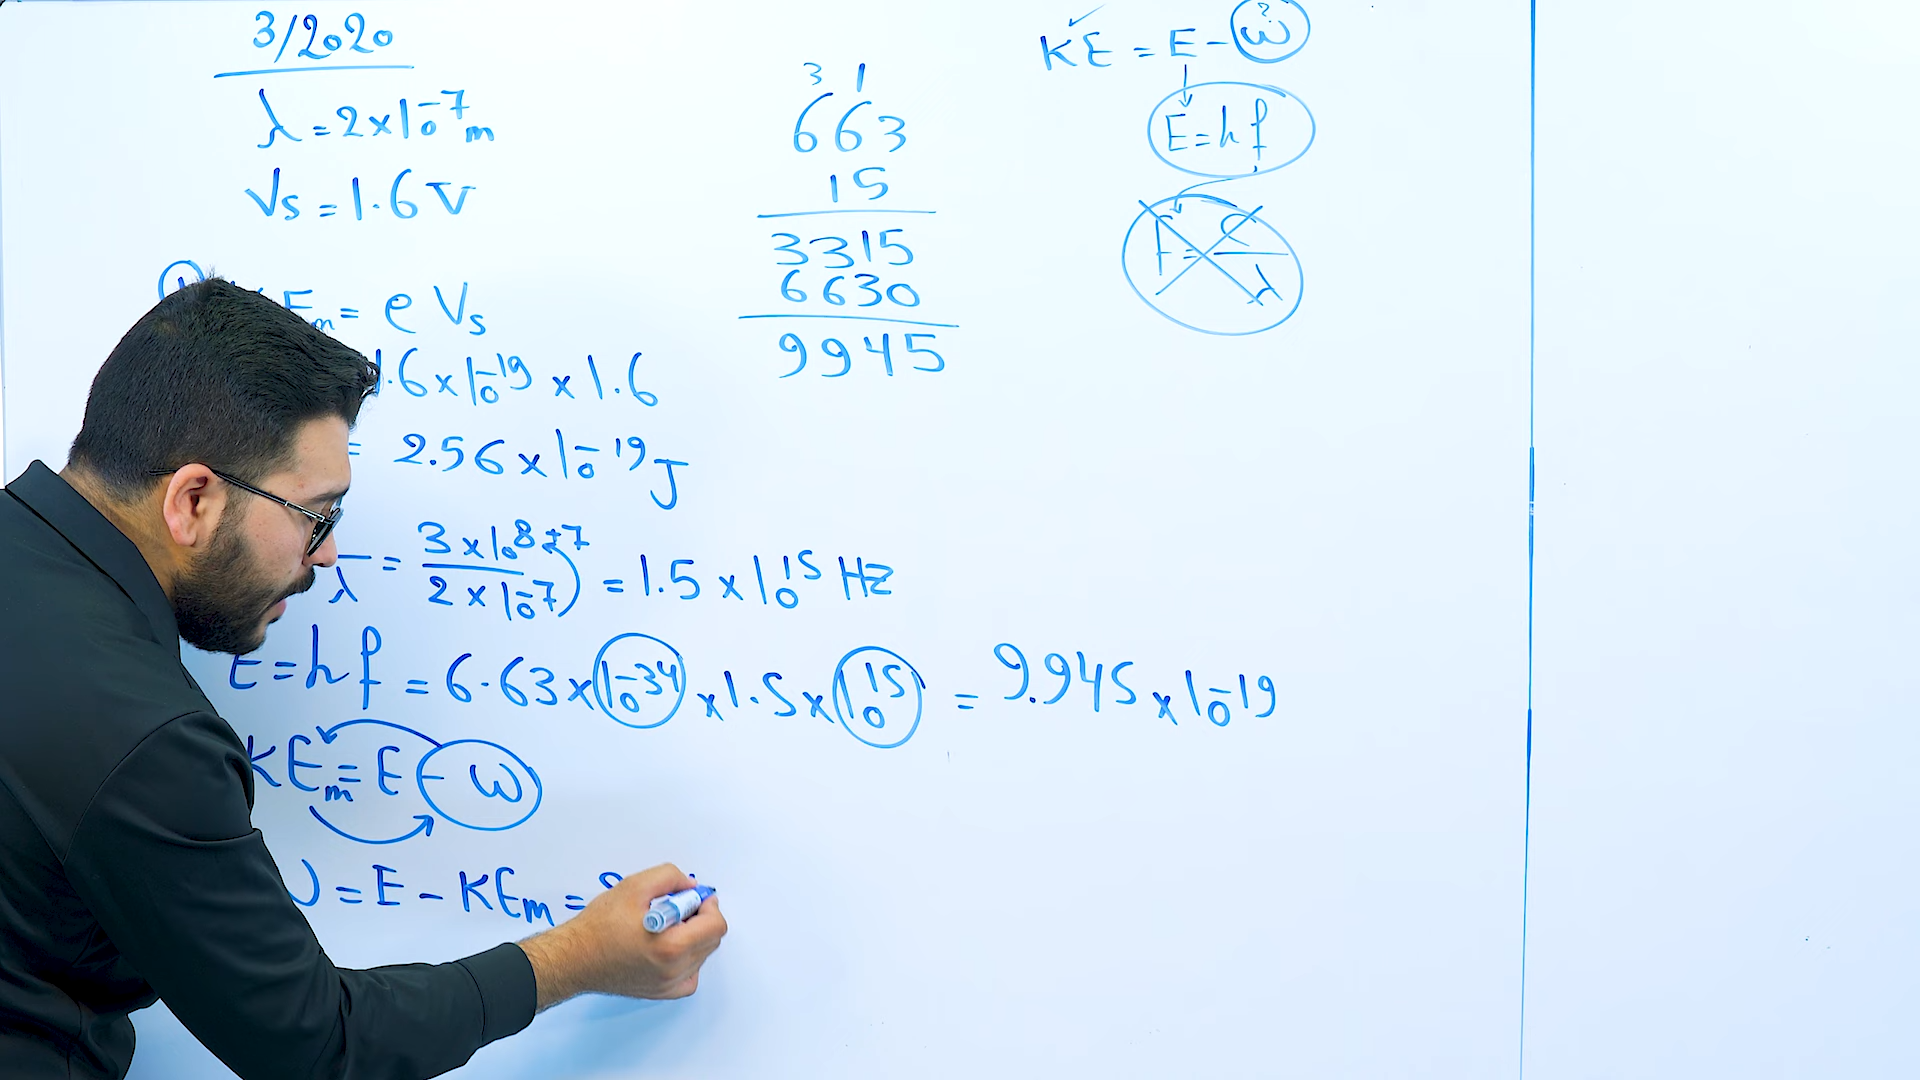 3/2020
λ = 2×10⁻⁷ m
Vs = 1.6 V
① Em = e Vs
1.6 × 10⁻¹⁹ × 1.6
= 2.56 × 10⁻¹⁹ J
λ = 3 × 10⁸⁺⁷ / 2 × 10⁻⁷ = 1.5 × 10¹⁵ Hz
E = hf = 6.63 × 10⁻³⁴ × 1.5 × 10¹⁵ = 9.945 × 10⁻¹⁹
KEm = E - ω
ω = E - KEm =
3 1
663
15
3315
6630
9945
KE = E - ω ?
E = hf
f = c / λ